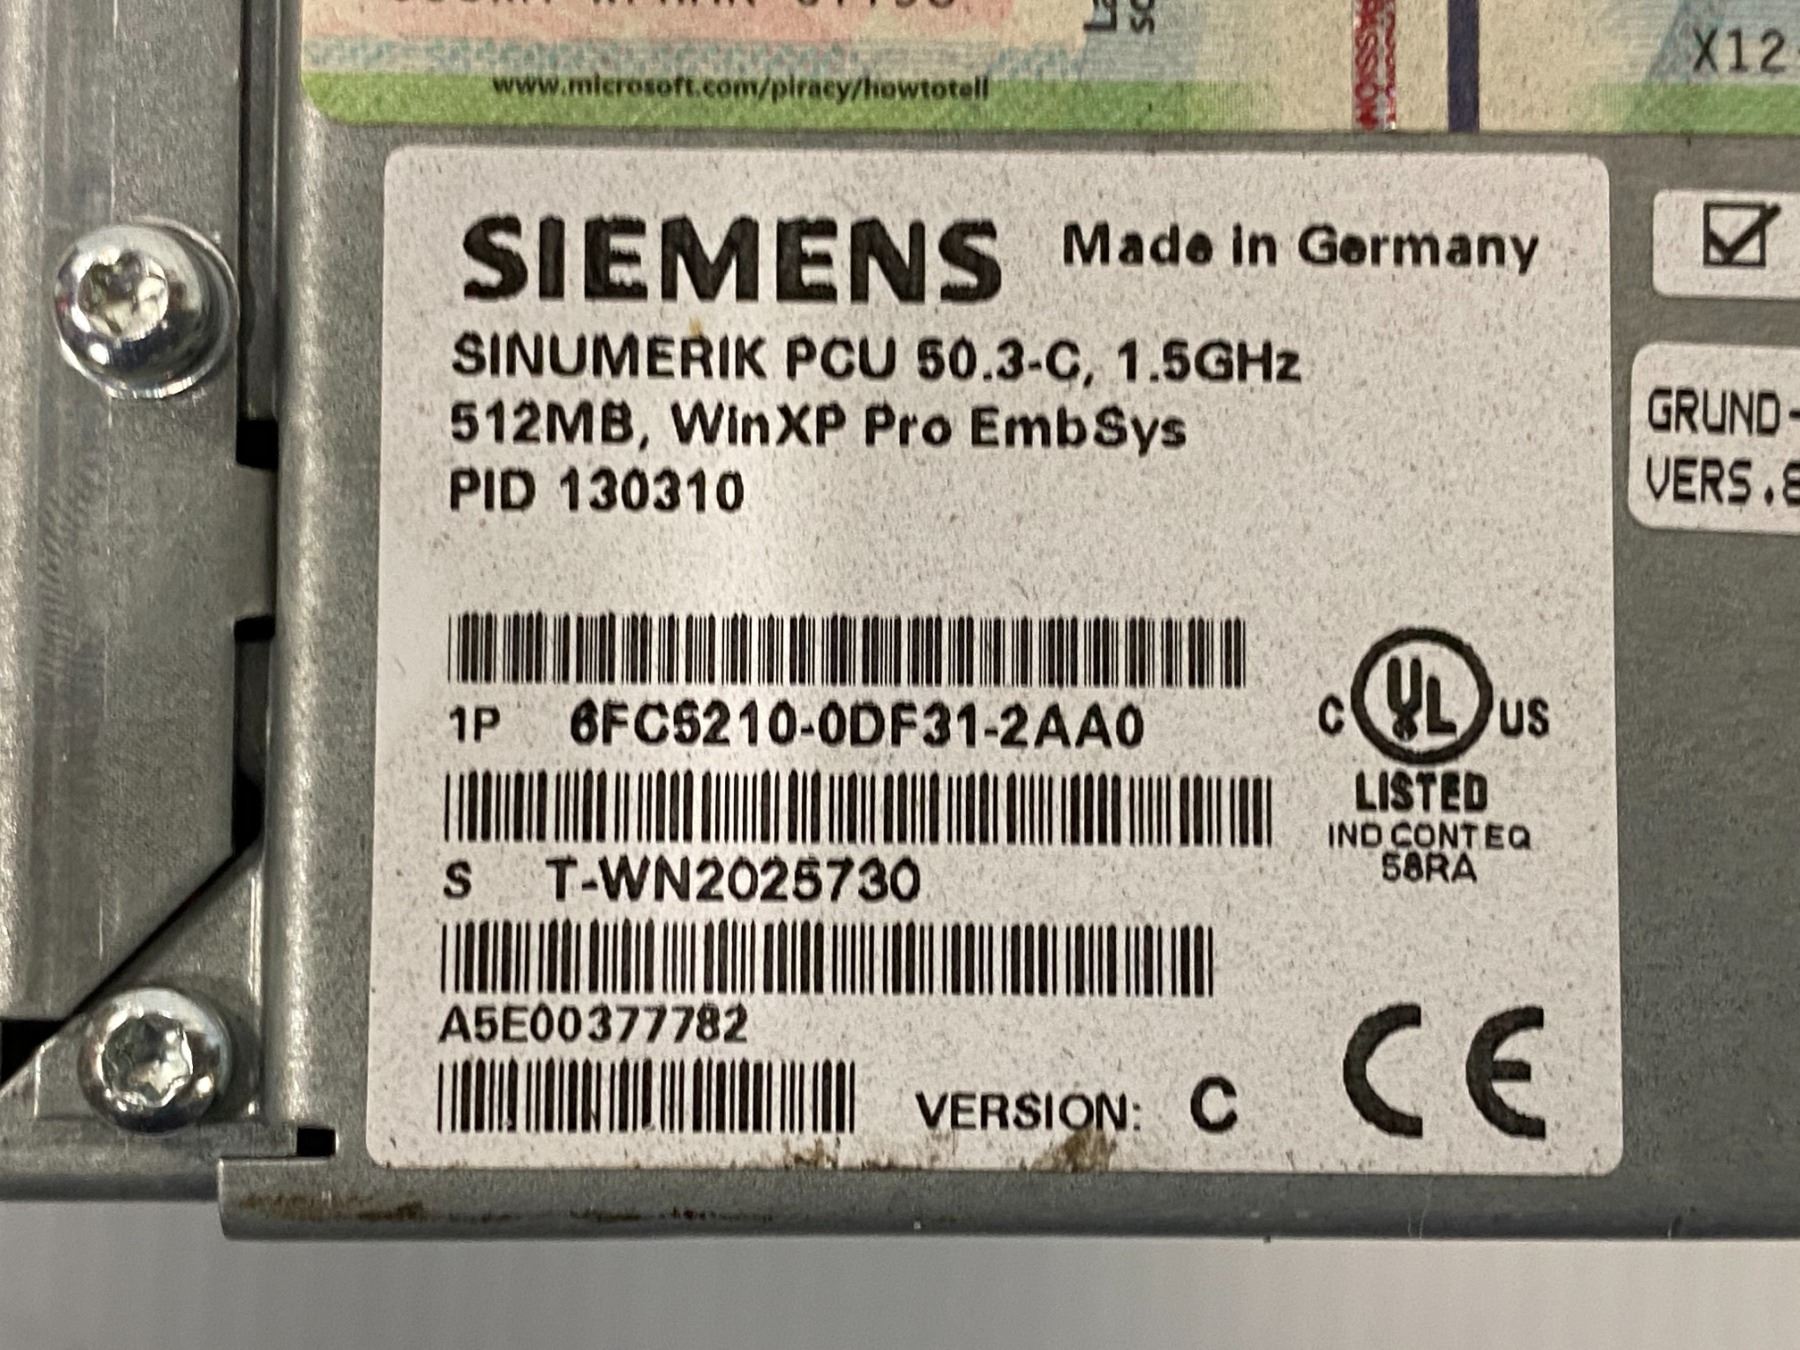 www.microsoft.com/piracy/howtotell
X12-
SIEMENS Made in Germany
SINUMERIK PCU 50.3-C, 1.5GHz
512MB, WinXP Pro EmbSys
PID 130310
GRUND-
VERS.8
1P 6FC5210-0DF31-2AA0
C UL US
LISTED
IND CONT EQ
58RA
S T-WN2025730
A5E00377782
VERSION: C
CE